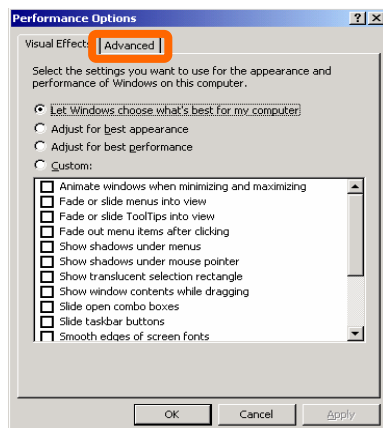 Performance Options
Visual Effects Advanced
Select the settings you want to use for the appearance and
performance of Windows on this computer.
Let Windows choose what's best for my computer
Adjust for best appearance
Adjust for best performance
Custom:
Animate windows when minimizing and maximizing
Fade or slide menus into view
Fade or slide ToolTips into view
Fade out menu items after clicking
Show shadows under menus
Show shadows under mouse pointer
Show translucent selection rectangle
Show window contents while dragging
Slide open combo boxes
Slide taskbar buttons
Smooth edges of screen fonts
OK Cancel Apply